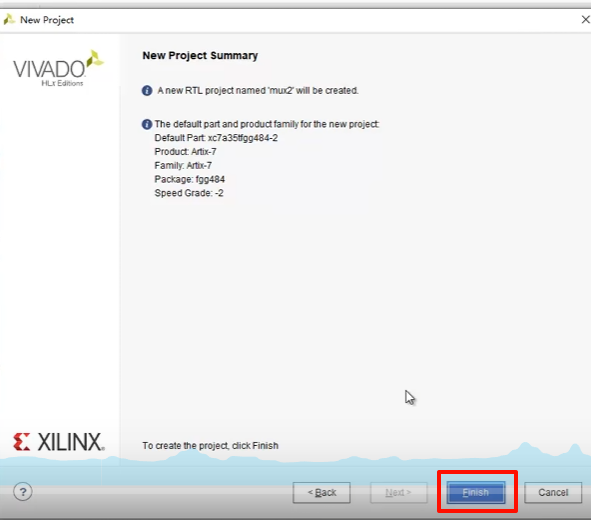 New Project
VIVADO
HLx Editions
New Project Summary
A new RTL project named 'mux2' will be created.
The default part and product family for the new project:
Default Part: xc7a35tfgg484-2
Product: Artix-7
Family: Artix-7
Package: fgg484
Speed Grade: -2
XILINX
To create the project, click Finish
?
< Back
Next >
Finish
Cancel